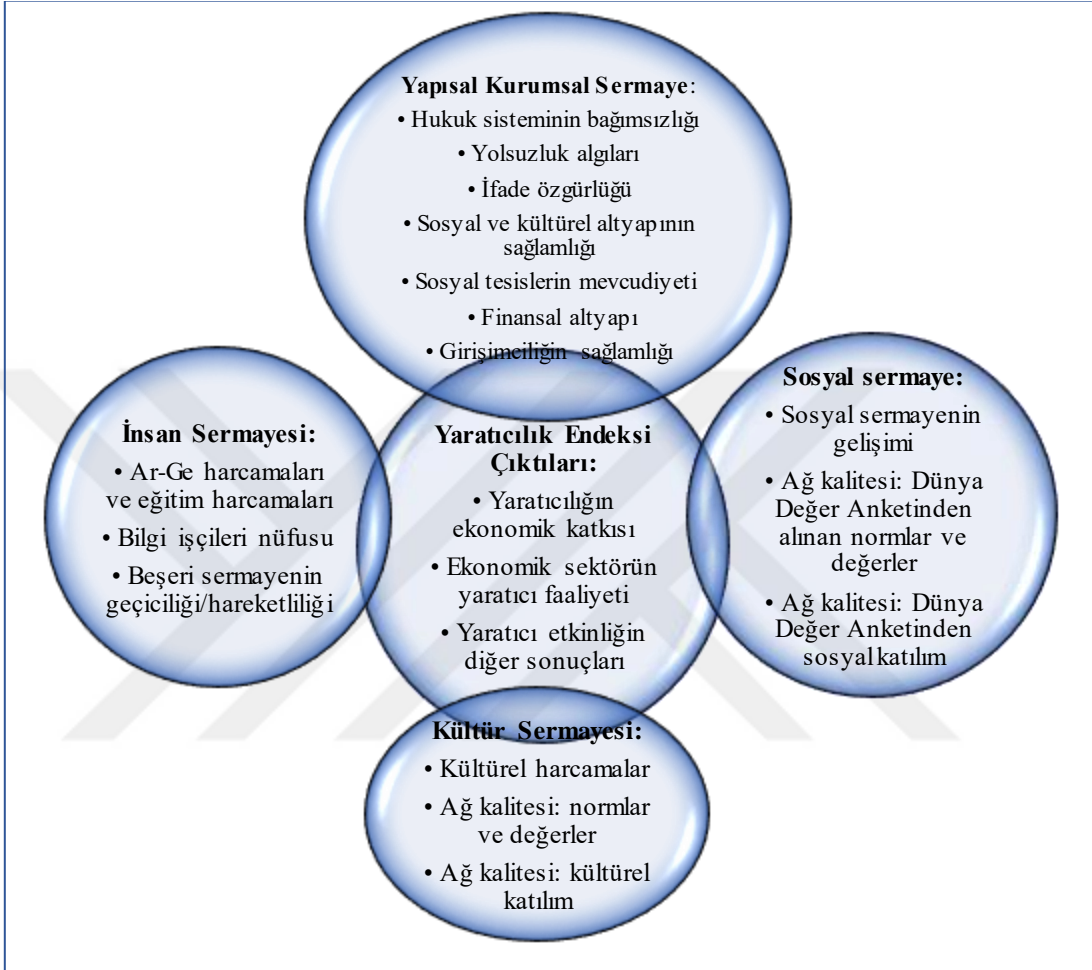 Yapısal Kurumsal Sermaye:
• Hukuk sisteminin bağımsızlığı
• Yolsuzluk algıları
• İfade özgürlüğü
• Sosyal ve kültürel altyapının
sağlamlığı
• Sosyal tesislerin mevcudiyeti
• Finansal altyapı
• Girişimciliğin sağlamlığı
İnsan Sermayesi:
• Ar-Ge harcamaları
ve eğitim harcamaları
• Bilgi işçileri nüfusu
• Beşeri sermayenin
geçiciliği/hareketliliği
Yaratıcılık Endeksi
Çıktıları:
• Yaratıcılığın
ekonomik katkısı
• Ekonomik sektörün
yaratıcı faaliyeti
• Yaratıcı etkinliğin
diğer sonuçları
Sosyal sermaye:
• Sosyal sermayenin
gelişimi
• Ağ kalitesi: Dünya
Değer Anketinden
alınan normlar ve
değerler
• Ağ kalitesi: Dünya
Değer Anketinden
sosyal katılım
Kültür Sermayesi:
• Kültürel harcamalar
• Ağ kalitesi: normlar
ve değerler
• Ağ kalitesi: kültürel
katılım